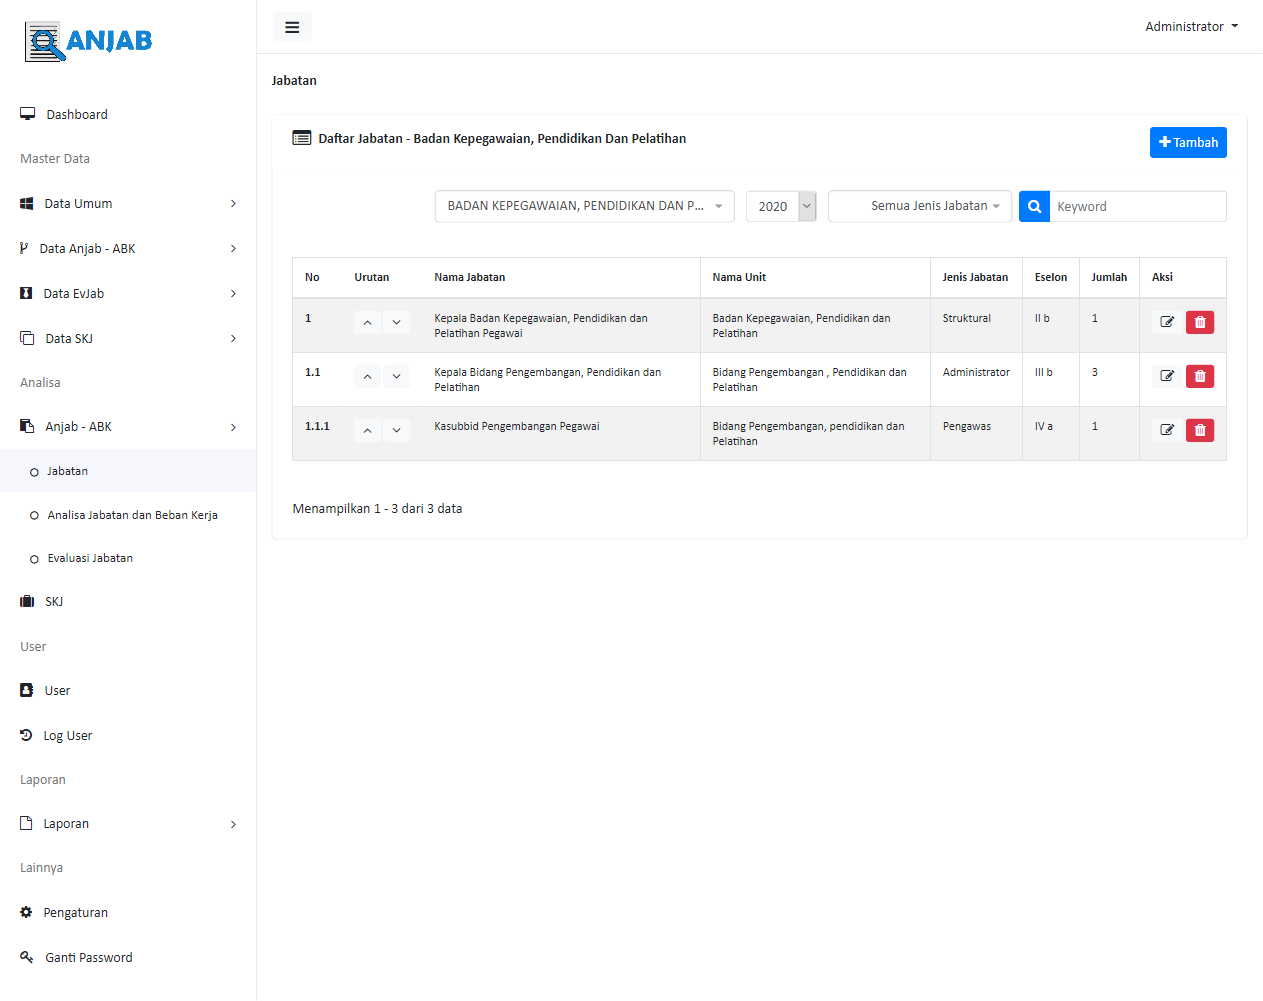 ANJAB
Administrator
Jabatan
Dashboard
Master Data
Data Umum
Data Anjab - ABK
Data EvJab
Data SKJ
Analisa
Anjab - ABK
Jabatan
Analisa Jabatan dan Beban Kerja
Evaluasi Jabatan
SKJ
User
User
Log User
Laporan
Laporan
Lainnya
Pengaturan
Ganti Password
Daftar Jabatan - Badan Kepegawaian, Pendidikan Dan Pelatihan
Tambah
BADAN KEPEGAWAIAN, PENDIDIKAN DAN P... 2020 Semua Jenis Jabatan Keyword
No Urutan Nama Jabatan Nama Unit Jenis Jabatan Eselon Jumlah Aksi
1 Kepala Badan Kepegawaian, Pendidikan dan Badan Kepegawaian, Pendidikan dan Struktural II b 1
Pelatihan Pegawai Pelatihan
1.1 Kepala Bidang Pengembangan, Pendidikan dan Bidang Pengembangan , Pendidikan dan Administrator III b 3
Pelatihan Pelatihan
1.1.1 Kasubbid Pengembangan Pegawai Bidang Pengembangan, pendidikan dan Pengawas IV a 1
Pelatihan
Menampilkan 1 - 3 dari 3 data